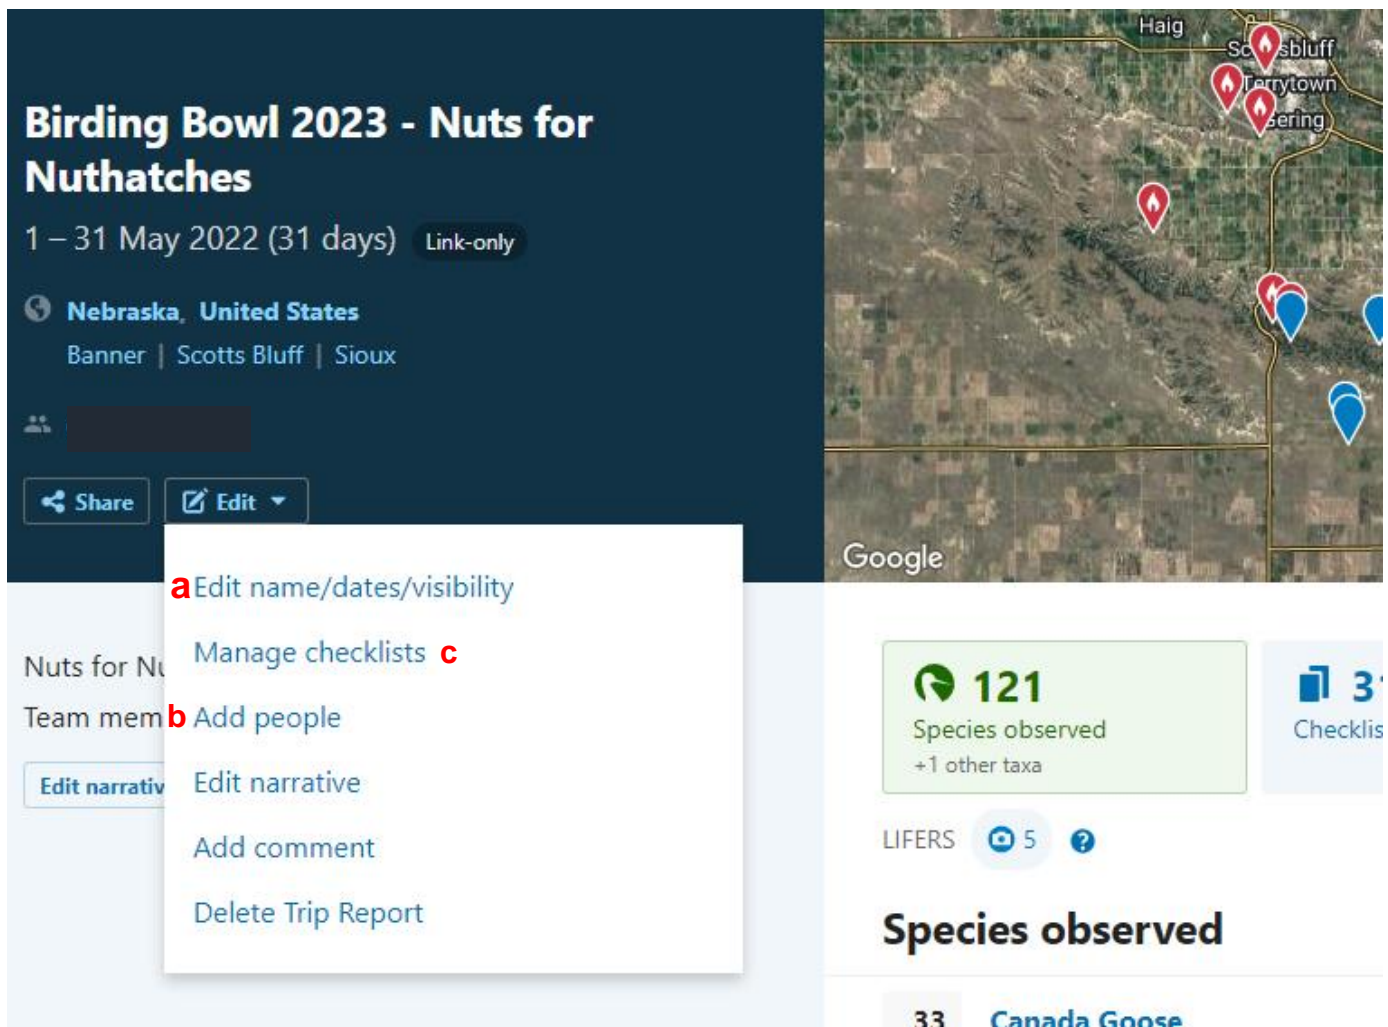 Birding Bowl 2023 - Nuts for
Nuthatches
1 – 31 May 2022 (31 days) Link-only
Nebraska, United States
Banner | Scotts Bluff | Sioux
Share Edit
a Edit name/dates/visibility
Manage checklists c
b Add people
Edit narrative
Add comment
Delete Trip Report
Nuts for
Team mem
Edit narrativ
Haig
Terrytown
Google
121
Species observed
+1 other taxa
LIFERS 5 ?
Species observed
33 Canada Goose